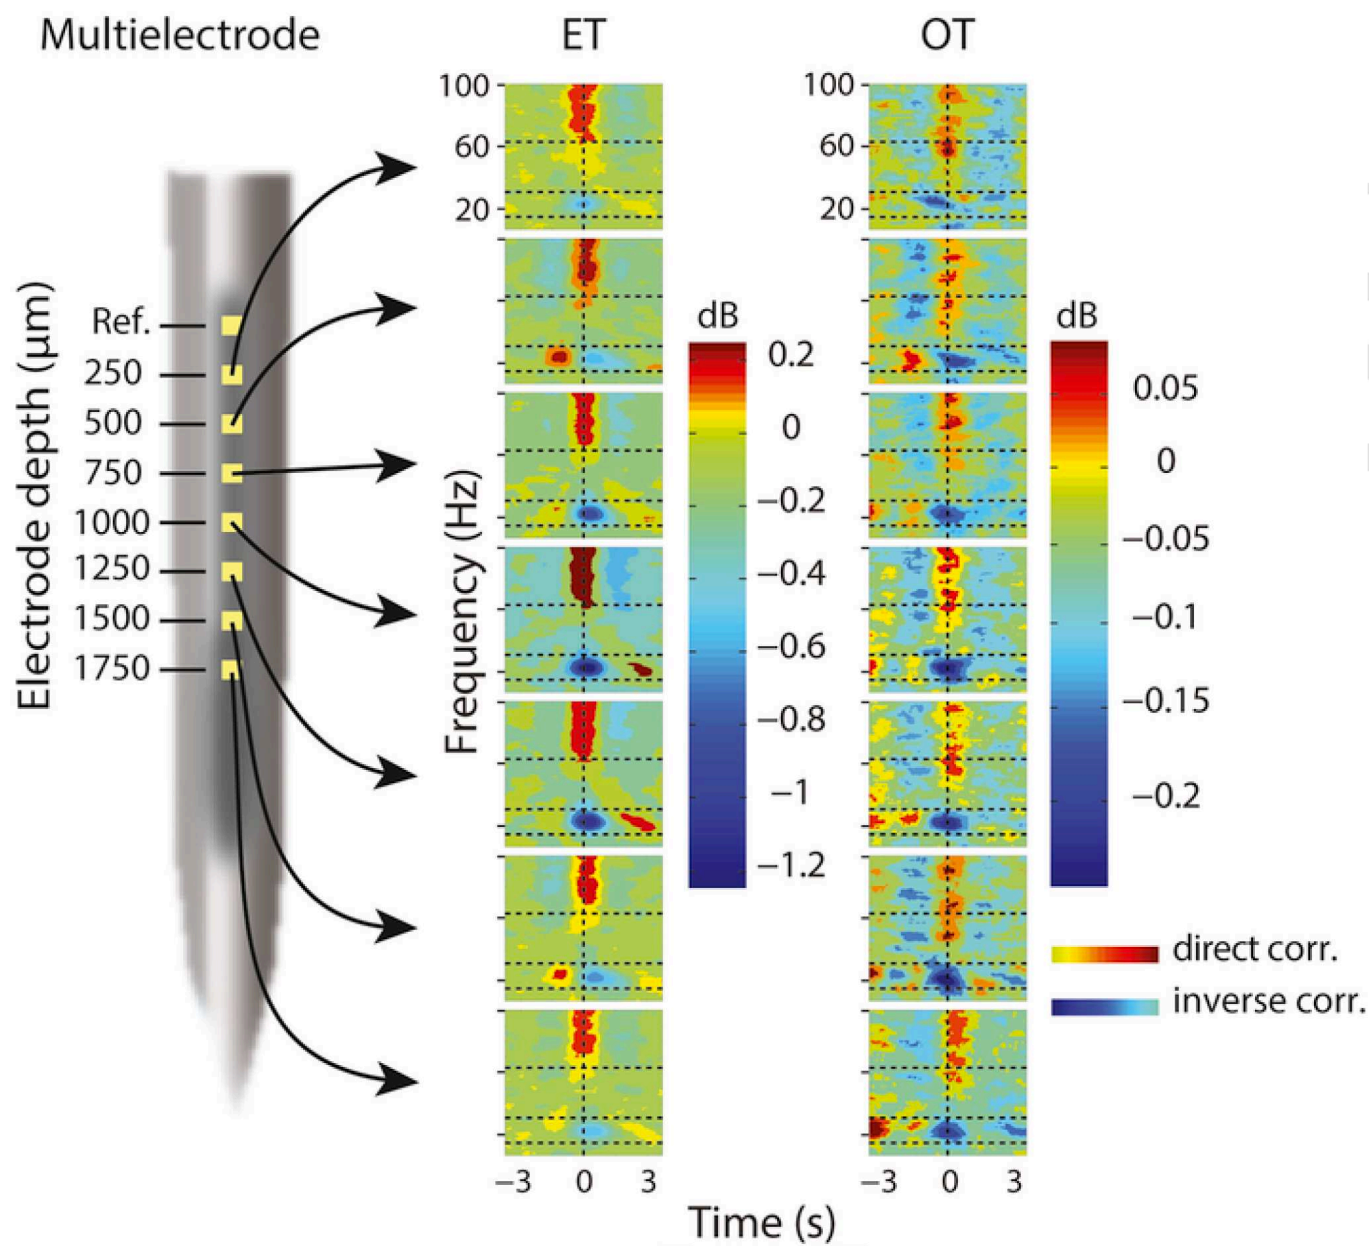 Multielectrode
ET
OT
Electrode depth (µm)
Ref.
250
500
750
1000
1250
1500
1750
Frequency (Hz)
100
60
20
100
60
20
dB
0.2
0
−0.2
−0.4
−0.6
−0.8
−1
−1.2
dB
0.05
0
−0.05
−0.1
−0.15
−0.2
direct corr.
inverse corr.
−3 0 3
−3 0 3
Time (s)